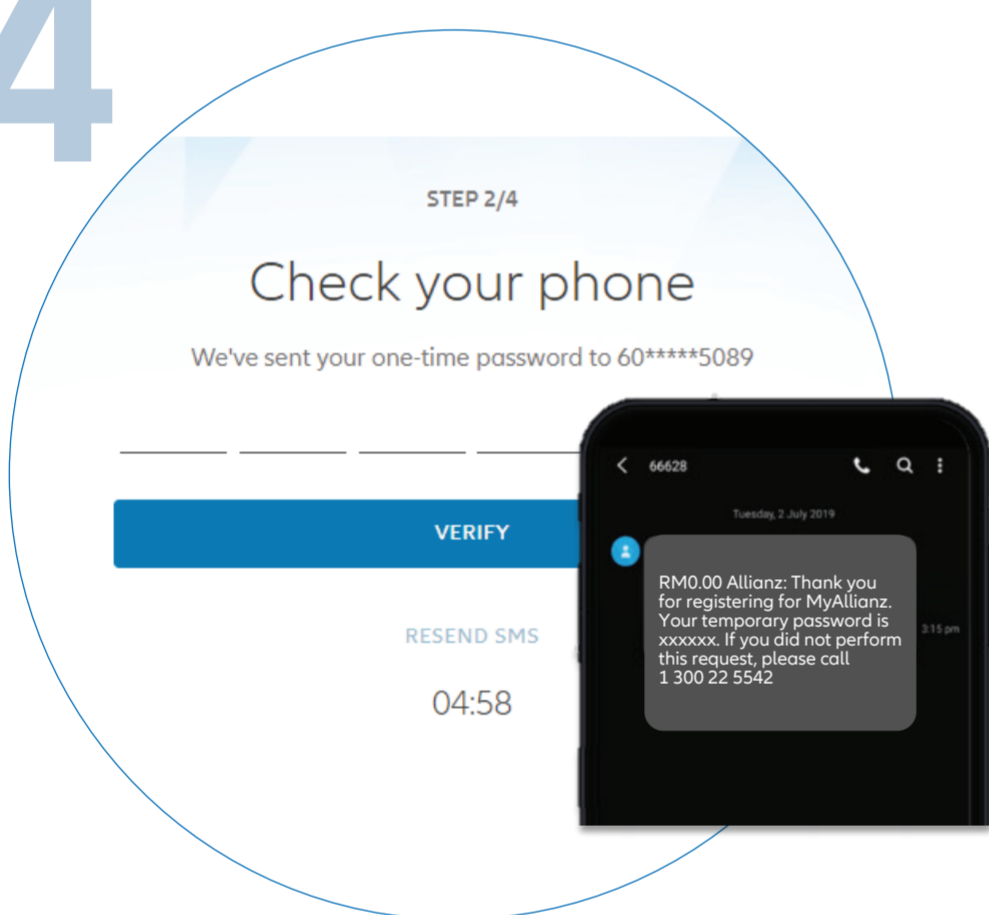 4
STEP 2/4
Check your phone
We've sent your one-time password to 60*****5089
VERIFY
RESEND SMS
04:58
66628
Tuesday, 2 July 2019
RM0.00 Allianz: Thank you
for registering for MyAllianz.
Your temporary password is
xxxxxx. If you did not perform
this request, please call
1 300 22 5542
3:15 pm